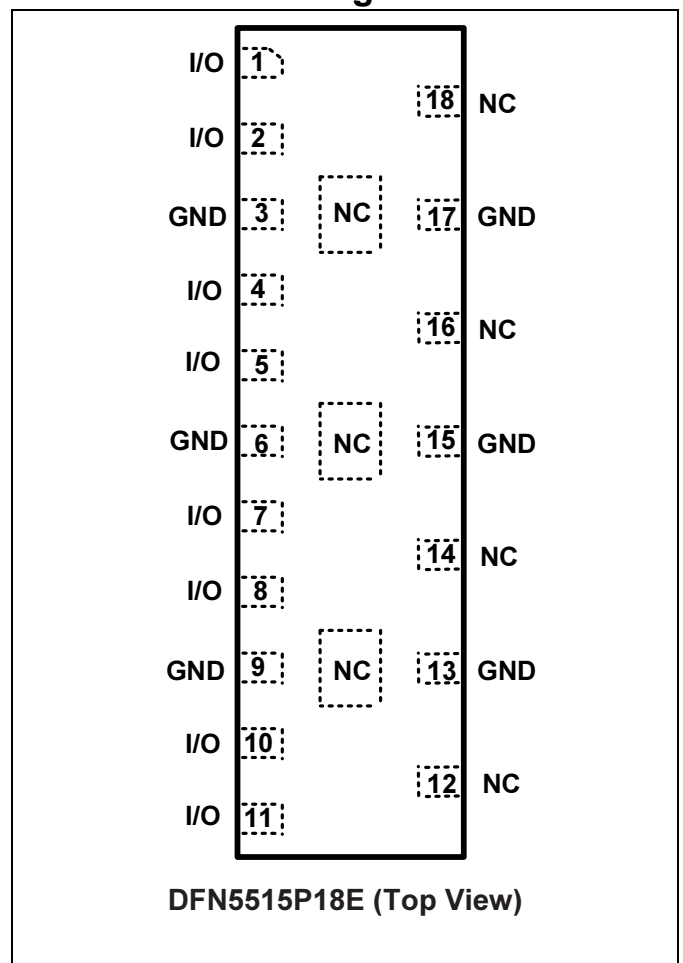 I/O 1
18 NC
I/O 2
GND 3 NC 17 GND
I/O 4
16 NC
I/O 5
GND 6 NC 15 GND
I/O 7
14 NC
I/O 8
GND 9 NC 13 GND
I/O 10
12 NC
I/O 11
DFN5515P18E (Top View)